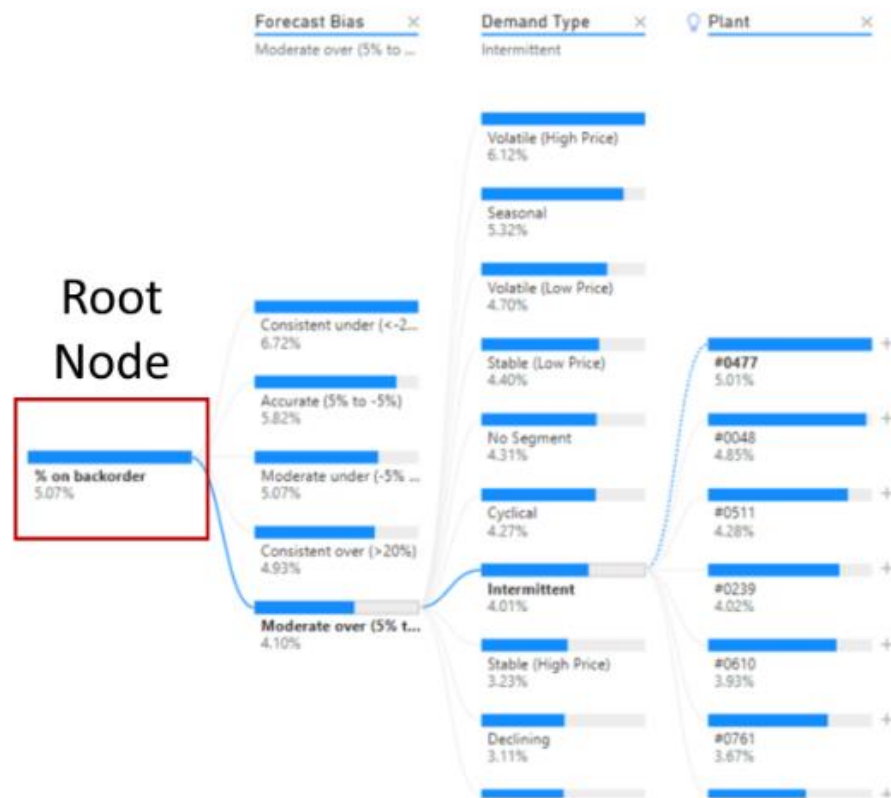 Forecast Bias
Moderate over (5% to ...
Demand Type
Intermittent
Plant
Root
Node
% on backorder
5.07%
Consistent under (<-2...
6.72%
Accurate (5% to -5%)
5.82%
Moderate under (-5% ...
5.07%
Consistent over (>20%)
4.93%
Moderate over (5% t...
4.10%
Volatile (High Price)
6.12%
Seasonal
5.32%
Volatile (Low Price)
4.70%
Stable (Low Price)
4.40%
No Segment
4.31%
Cyclical
4.27%
Intermittent
4.01%
Stable (High Price)
3.23%
Declining
3.11%
#0477
5.01%
#0048
4.85%
#0511
4.28%
#0239
4.02%
#0610
3.93%
#0761
3.67%